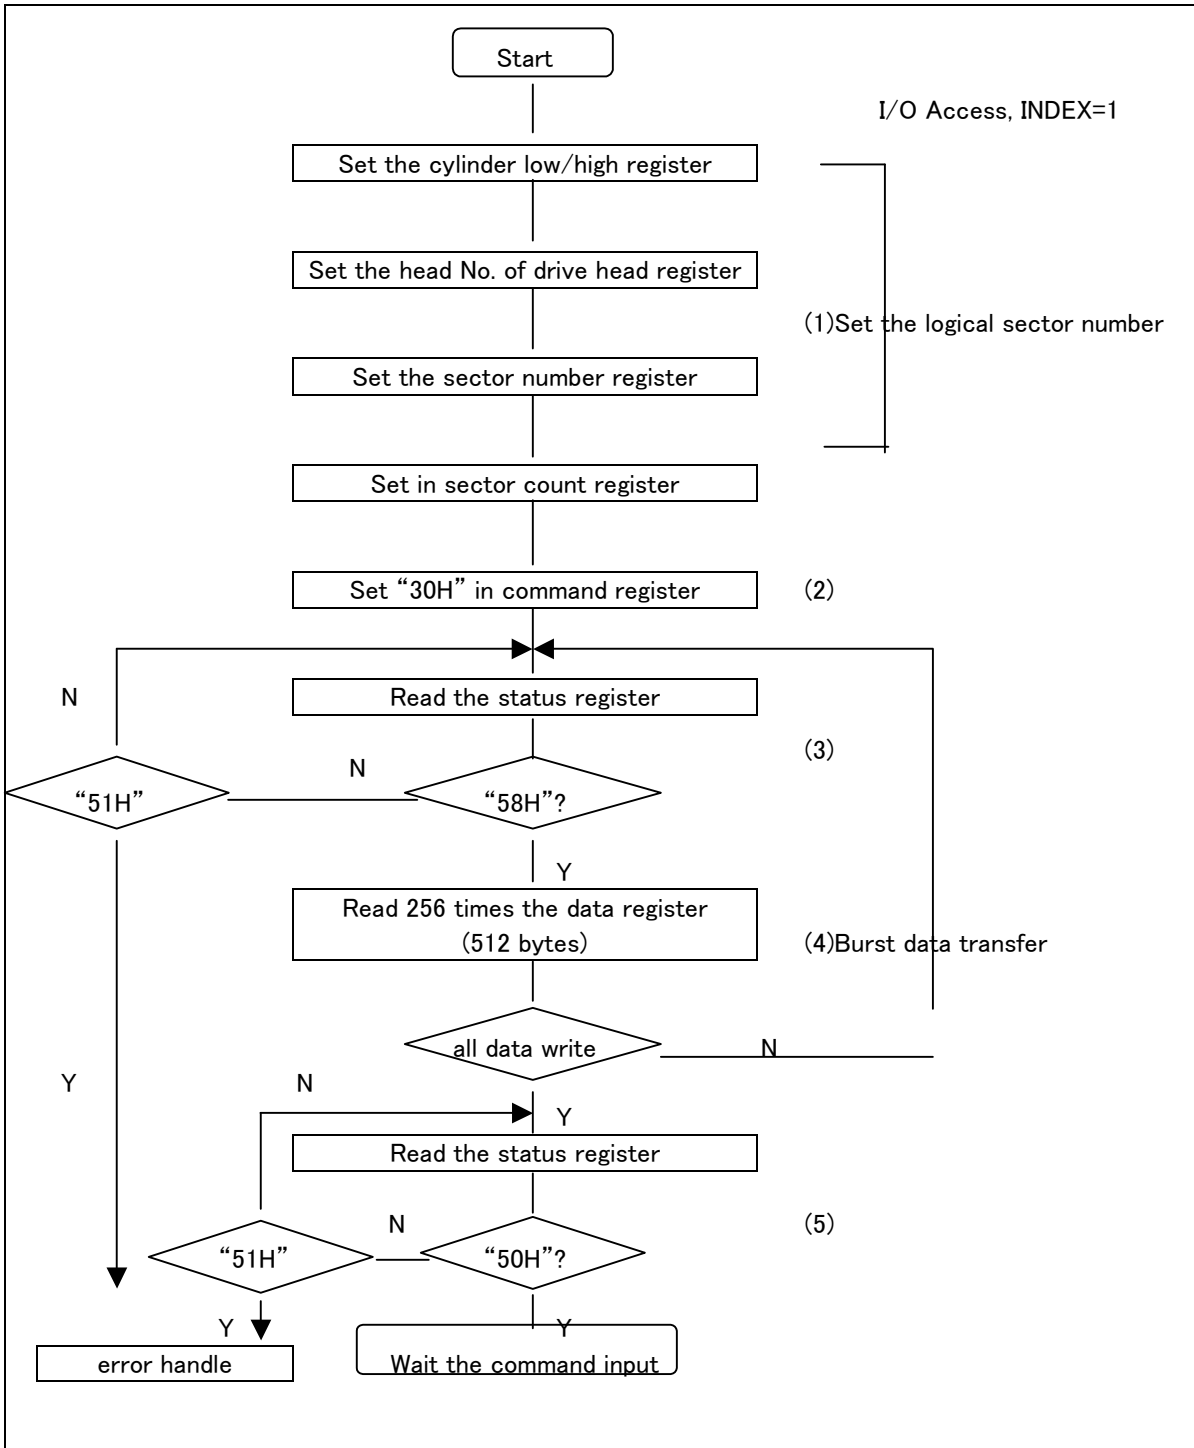 Start
I/O Access, INDEX=1
Set the cylinder low/high register
Set the head No. of drive head register
(1)Set the logical sector number
Set the sector number register
Set in sector count register
Set “30H” in command register
(2)
N
Read the status register
(3)
N
“51H”
“58H”?
Y
Read 256 times the data register
(512 bytes)
(4)Burst data transfer
all data write
N
Y
N
Y
Read the status register
N
(5)
“51H”
“50H”?
Y
Y
error handle
Wait the command input